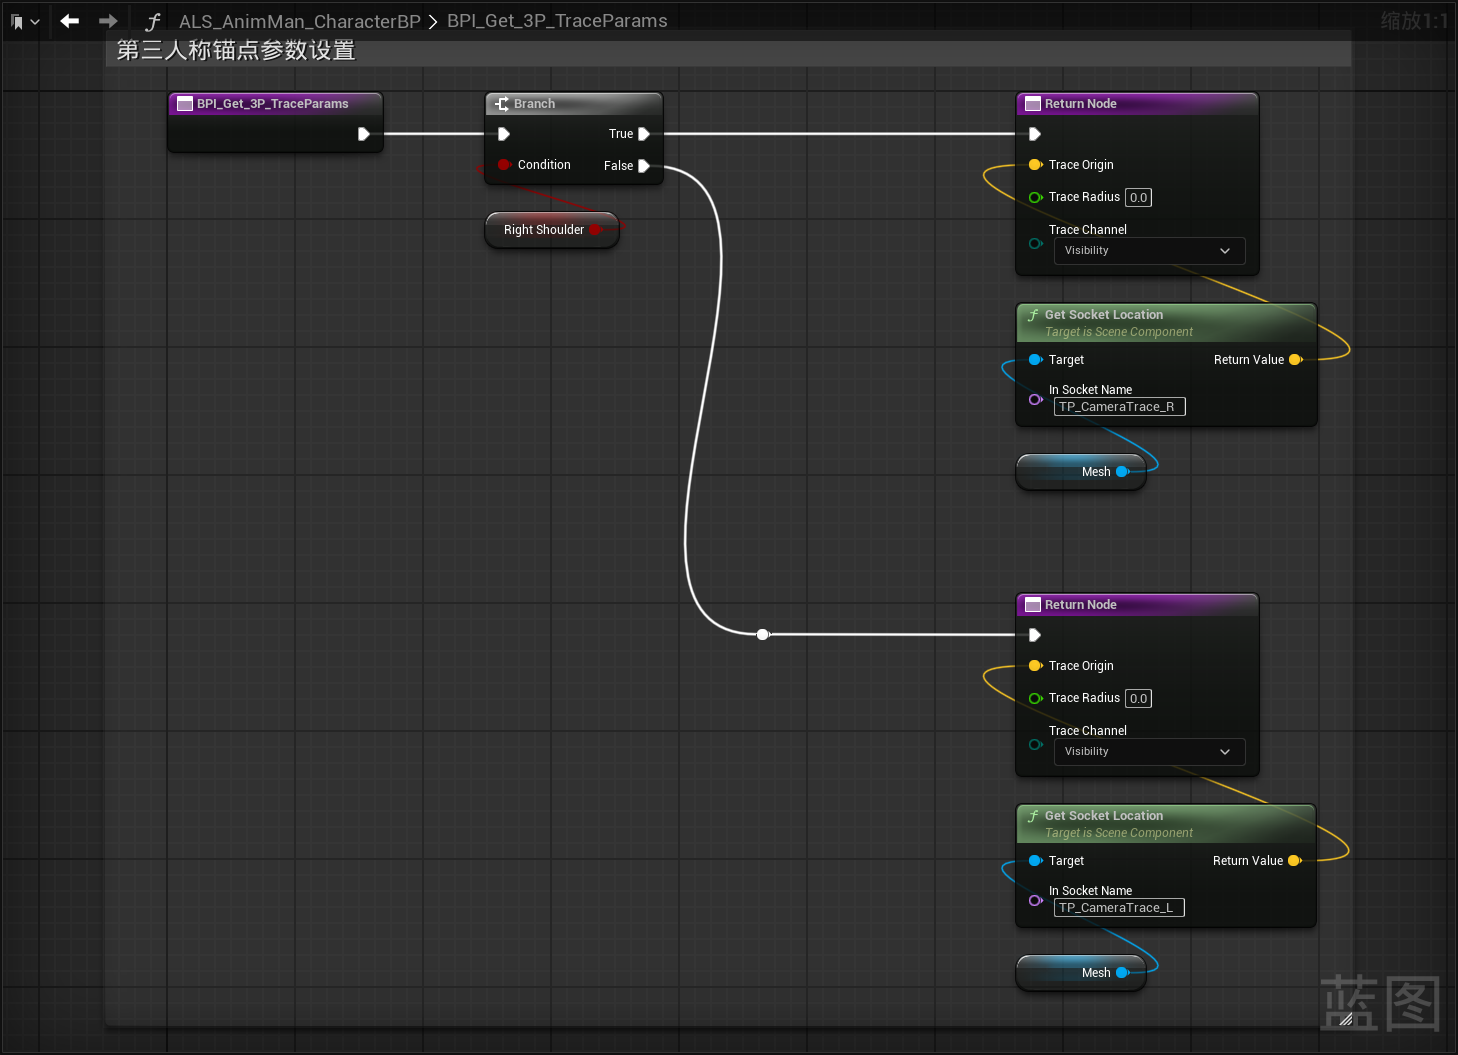 ALS_AnimMan_CharacterBP > BPI_Get_3P_TraceParams
缩放1:1
第三人称锚点参数设置
BPI_Get_3P_TraceParams
Branch
True
Condition
False
Right Shoulder
Return Node
Trace Origin
Trace Radius 0.0
Trace Channel
Visibility
Get Socket Location
Target is Scene Component
Target Return Value
In Socket Name
TP_CameraTrace_R
Mesh
Return Node
Trace Origin
Trace Radius 0.0
Trace Channel
Visibility
Get Socket Location
Target is Scene Component
Target Return Value
In Socket Name
TP_CameraTrace_L
Mesh
蓝图